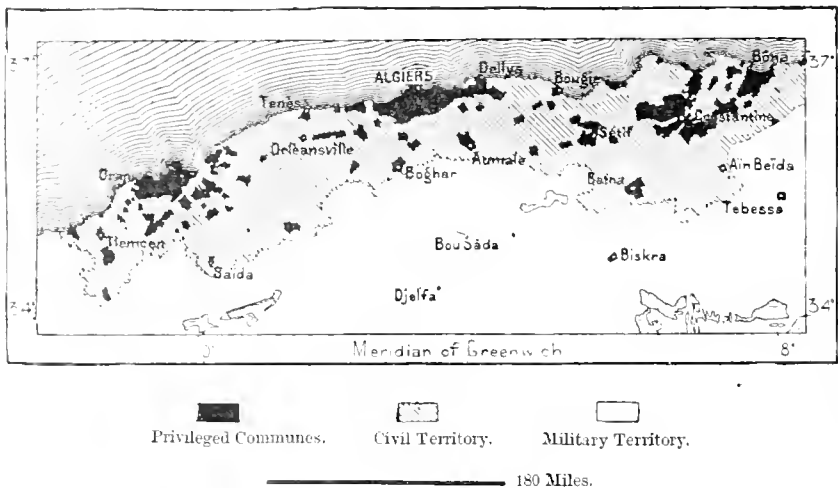 37° 37°
Bôna
Dellys
ALGIERS Bougie
Tenès
Constantine
Sétif
Orléansville
Aumale
Oran Boghar Batna Aïn Beïda
Tebessa
Tlemcen
Bou Sâda
Saïda Biskra
Djelfa
34° 34°
0° Meridian of Greenwich 8°
Privileged Communes. Civil Territory. Military Territory.
180 Miles.